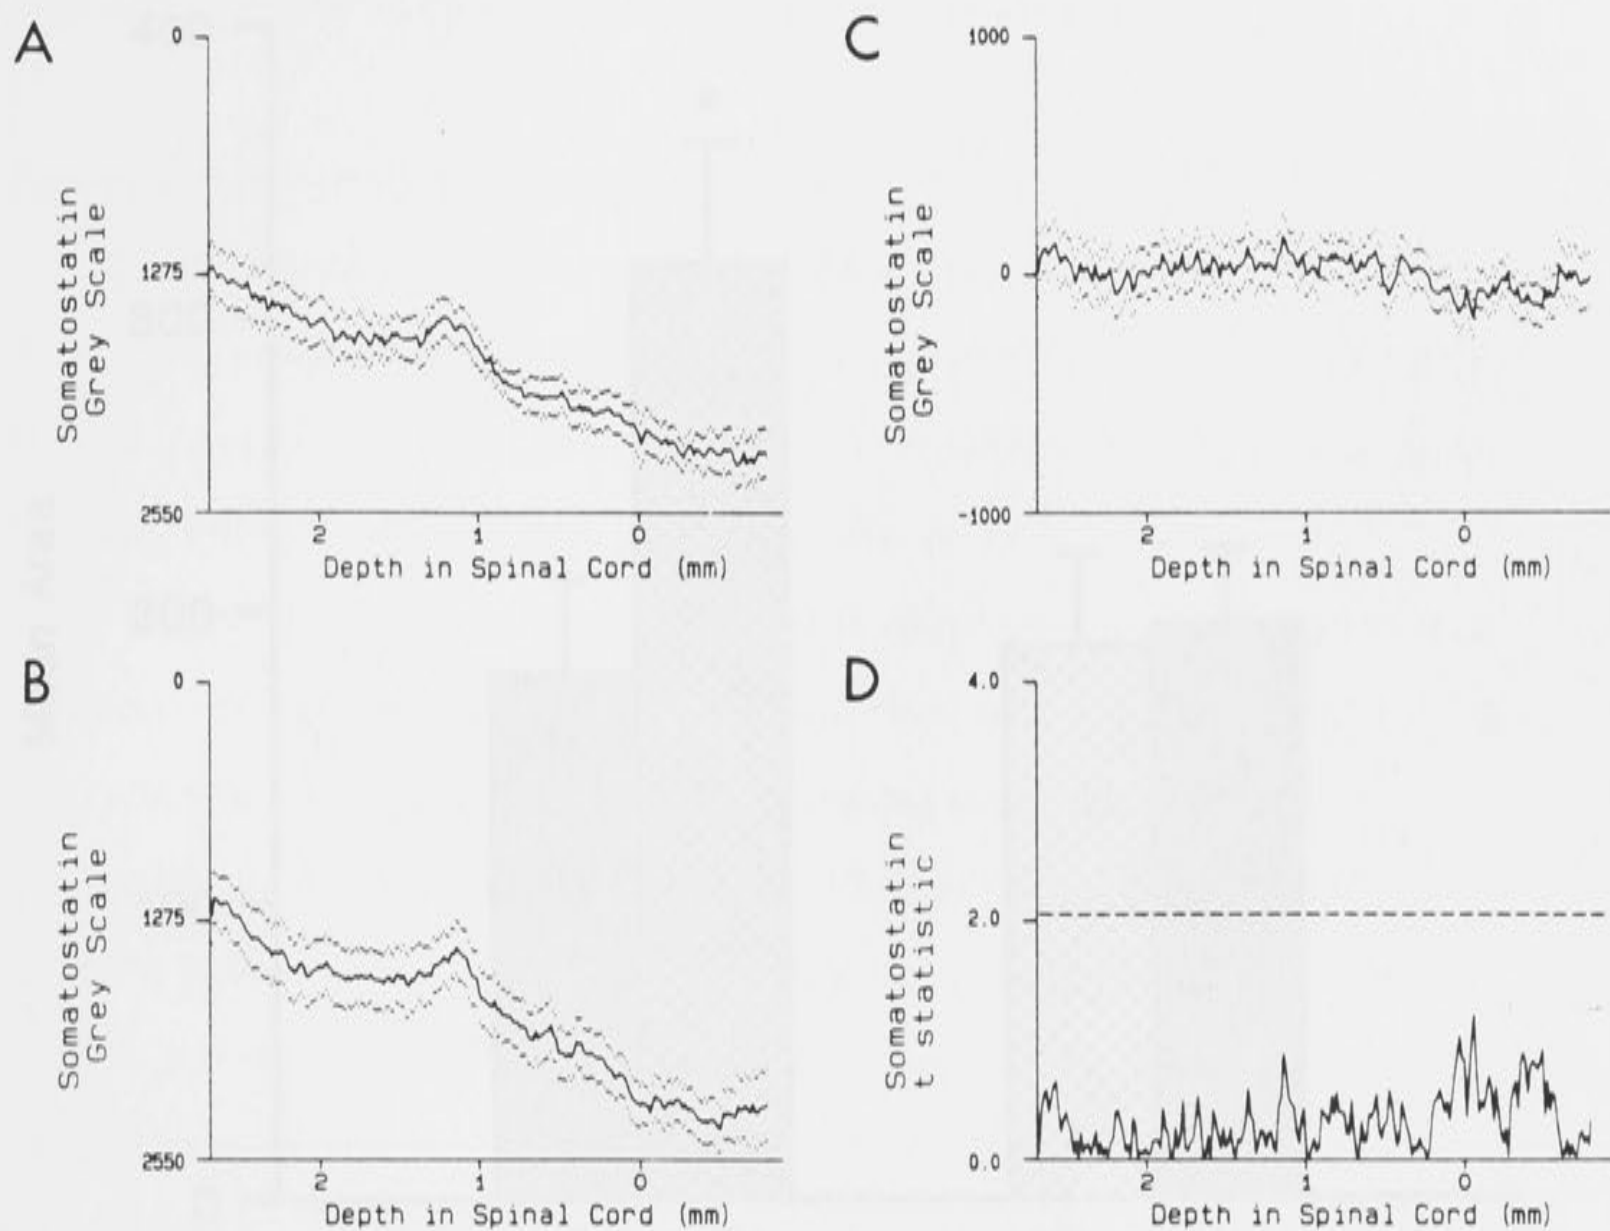 A
0
1275
2550
Somatostatin
Grey Scale
2 1 0
Depth in Spinal Cord (mm)
C
1000
0
-1000
Somatostatin
Grey Scale
2 1 0
Depth in Spinal Cord (mm)
B
0
1275
2550
Somatostatin
Grey Scale
2 1 0
Depth in Spinal Cord (mm)
D
4.0
2.0
0.0
Somatostatin
t statistic
2 1 0
Depth in Spinal Cord (mm)